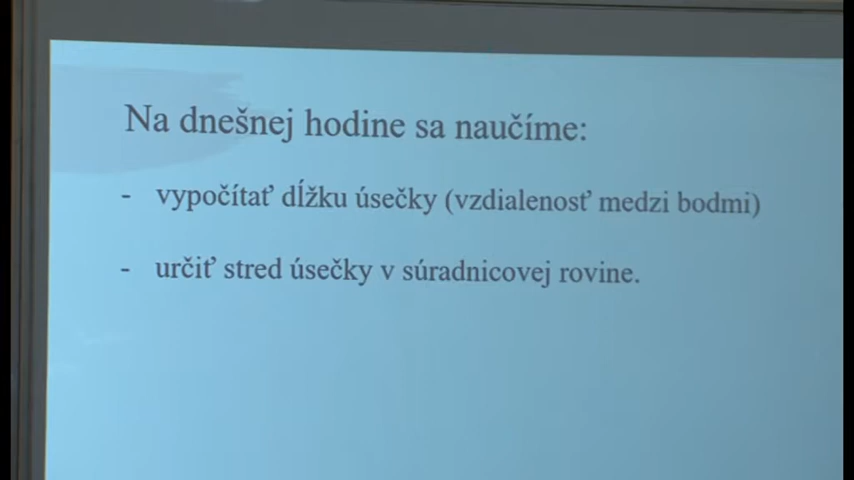 Na dnešnej hodine sa naučíme:
- vypočítať dĺžku úsečky (vzdialenosť medzi bodmi)
- určiť stred úsečky v súradnicovej rovine.